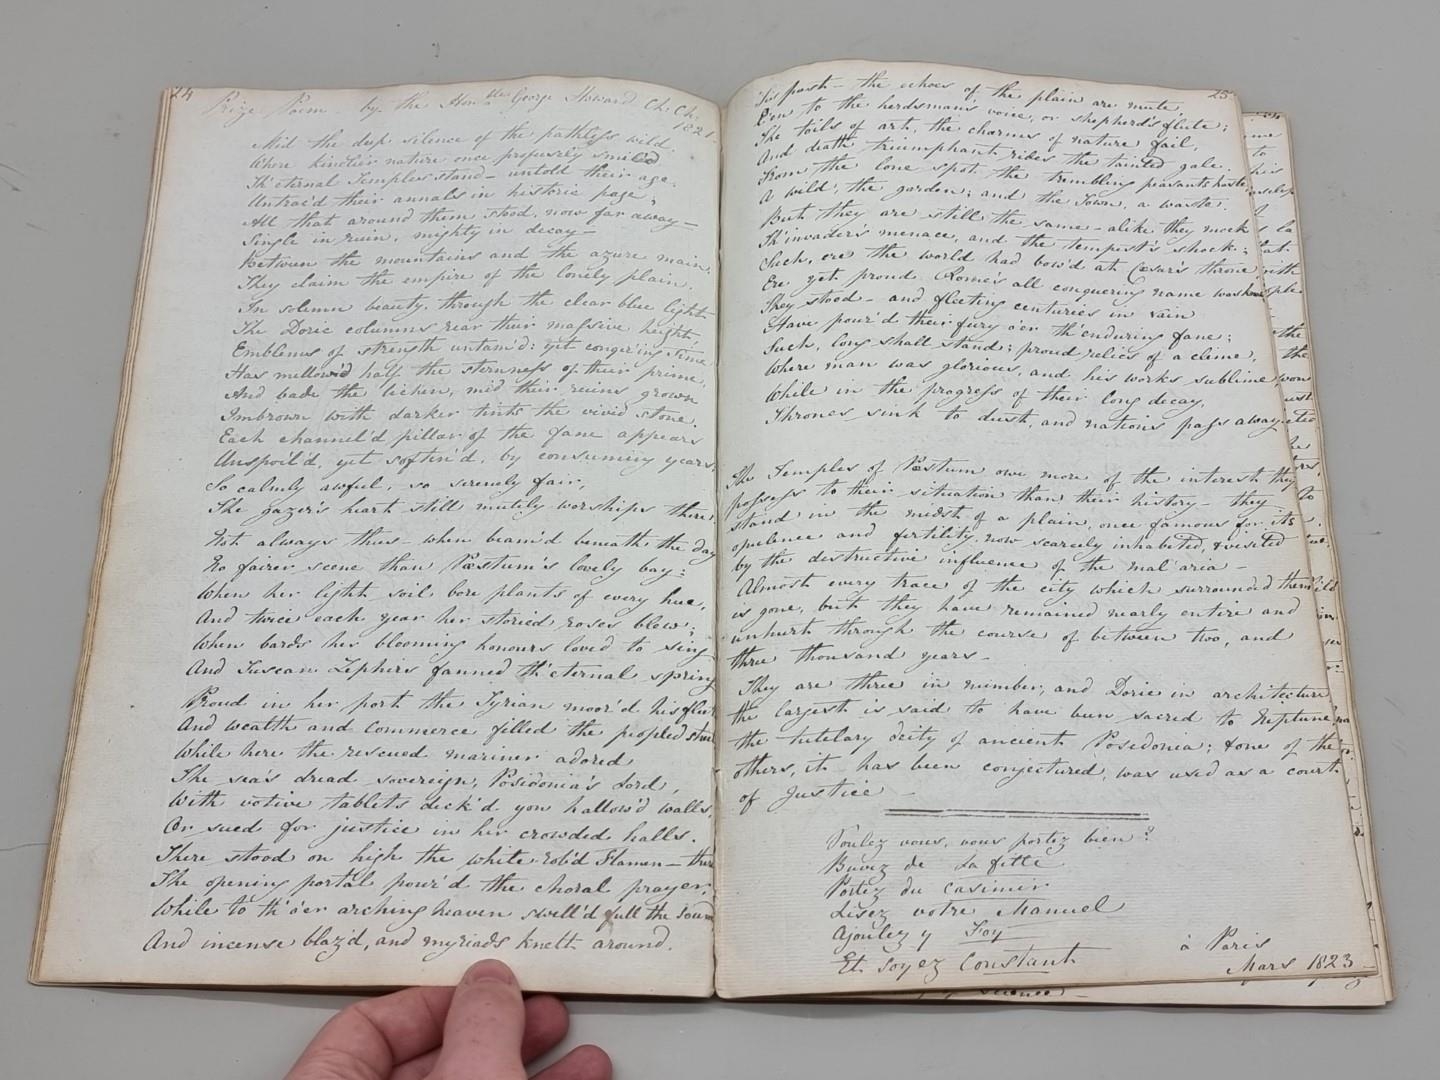 24
Prize Poem - by the Honble George Howard Ch. Ch.
1821.
Mid the deep silence of the pathless wild
Where kindlier nature once profusely smil'd
Th' eternal Temples stand - untold their age,
Untrac'd their annals in historic page;
All that around them stood, now far away -
Single in ruin, mighty in decay -
Between the mountains and the azure main,
They claim the empire of the lonely plain.
In solemn beauty, through the clear blue light
The Doric columns rear their massive height,
Emblems of strength untam'd: yet conqu'ring Time
Has mellow'd half the sternness of their prime,
And bade the lichen, mid their ruins grown
Imbrown with darker tints the vivid stone.
Each channel'd pillar of the fane appears
Unspoil'd, yet soften'd, by consuming years;
So calmly awful, so serenely fair,
The gazer's heart still mutely worships there.
Not always thus - when beam'd beneath the day
No fairer scene than Pæstum's lovely bay:
When her light soil bore plants of every hue,
And twice each year her storied roses blew;
When bards her blooming honours loved to sing
And Tuscan Zephirs fanned th' eternal spring
Proud in her port the Tyrian moor'd his fleet
And wealth and commerce filled the peopled street
While here the rescued mariner adored
The sea's dread sovereign, Posidonia's Lord,
With votive tablets deck'd yon hallow'd walls,
Or sued for justice in her crowded halls.
There stood on high the white-rob'd Flamen - there
The opening portal pour'd the choral prayer,
While to th' o'er arching heaven swell'd full the sound
And incense blaz'd, and myriads knelt around.
25
'Tis past - the echoes of the plain are mute,
E'en to the herdsman's voice, or shepherd's flute;
The toils of art, the charms of nature fail,
And death triumphant rides the tainted gale.
From the lone spot the trembling peasants haste,
A wild, the garden; and the town, a waste.
But they are still the same - alike they mock
Th' invader's menace, and the tempest's shock;
Such, ere the world had bow'd at Cæsar's throne
Ere yet proud Rome's all conquering name was known
They stood - and fleeting centuries in vain
Have pour'd their fury o'er th' enduring fane;
Such, long shall stand; proud relics of a clime,
Where man was glorious, and his works sublime,
While in the progress of their long decay,
Thrones sink to dust, and nations pass away.
The Temples of Pæstum owe more of the interest they
possess to their situation than their history - they
stand in the midst of a plain, once famous for its
opulence and fertility, now scarcely inhabited, & visited
by the destructive influence of the mal'aria -
Almost every trace of the city which surrounded them
is gone, but they have remained nearly entire and
unhurt through the course of between two, and
three thousand years -
They are three in number, and Doric in architecture
the largest is said to have been sacred to Neptune,
the tutelary deity of ancient Posedonia; & one of the
others, it has been conjectured, was used as a court
of Justice -
Voulez vous, vous portez bien?
Buvez de La fitte
Portez du Casimir
Lisez votre Manuel
Ajoutez y Foy
Et soyez Constant
à Paris
Mars 1823